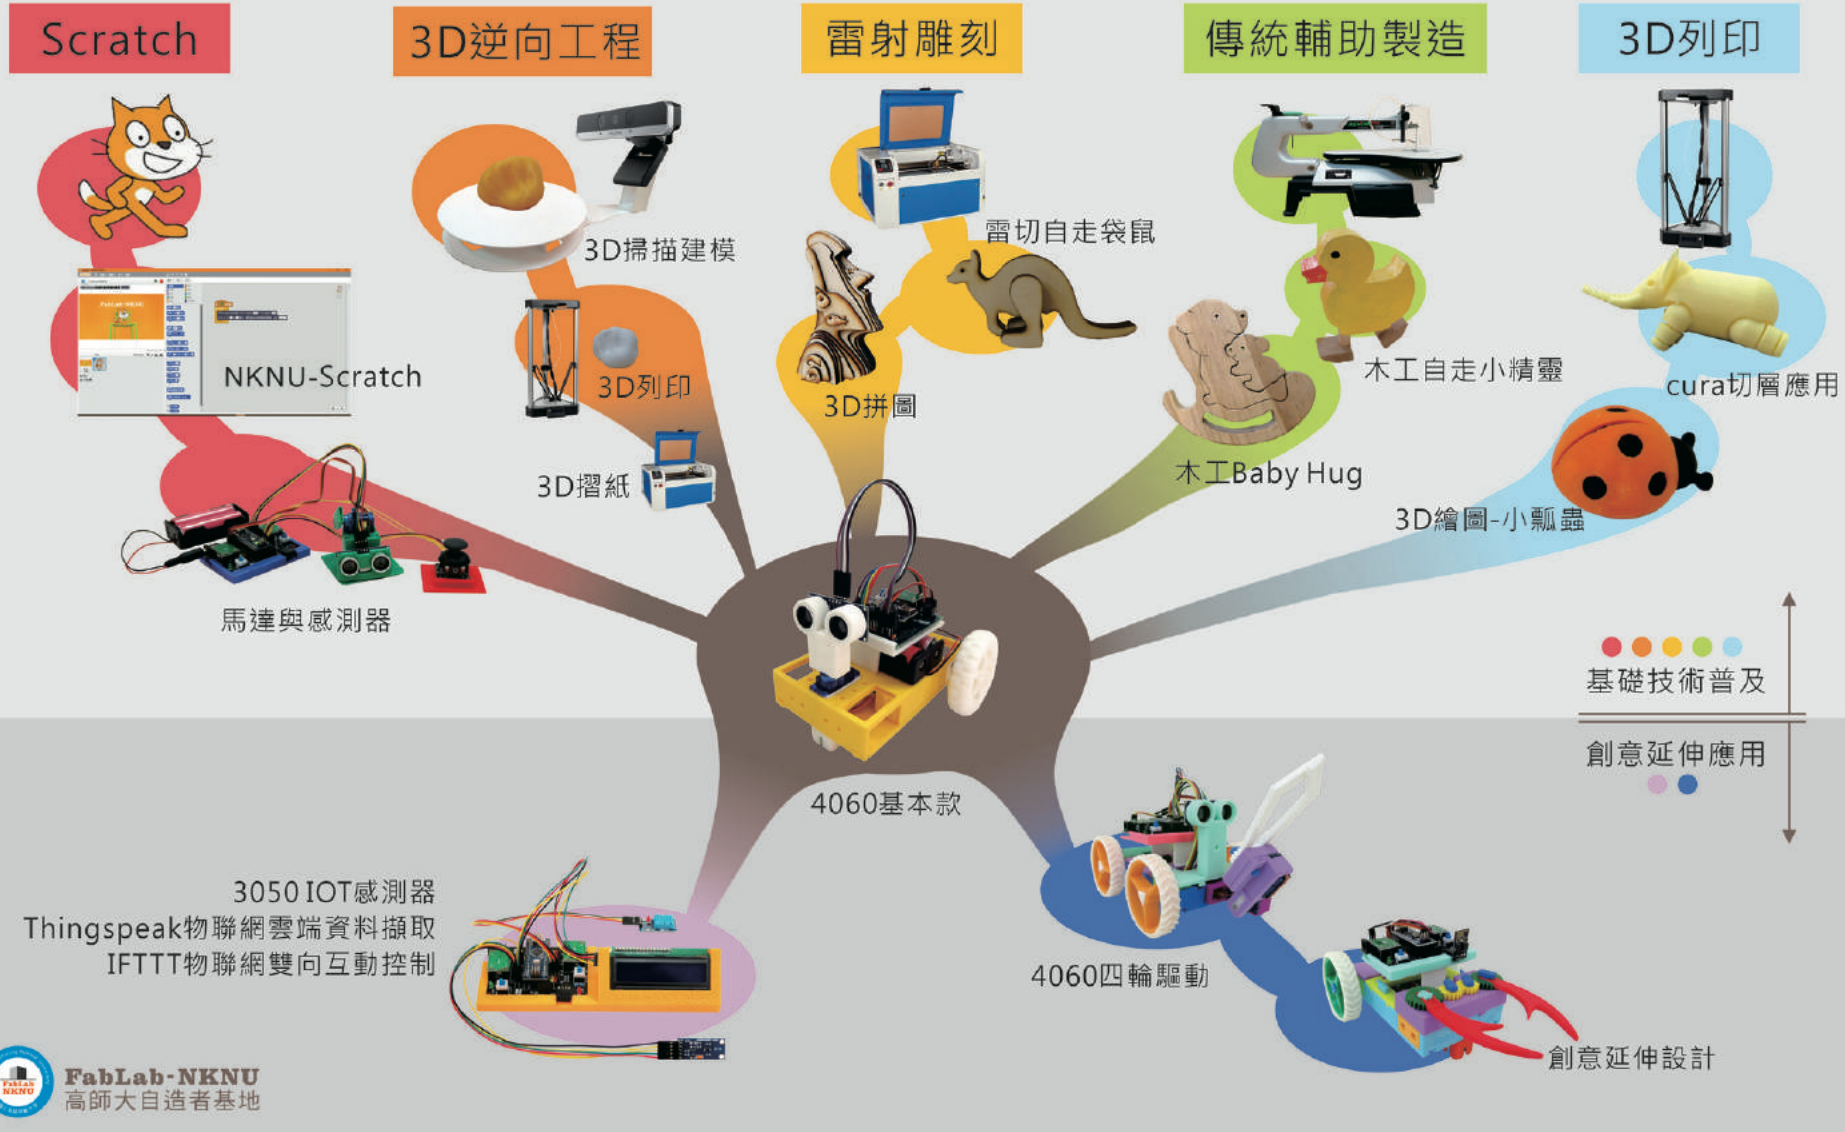 Scratch
3D逆向工程
雷射雕刻
傳統輔助製造
3D列印
3D掃描建模
雷切自走袋鼠
NKNU-Scratch
3D列印
3D拼圖
木工自走小精靈
cura切層應用
3D摺紙
木工Baby Hug
3D繪圖-小瓢蟲
馬達與感測器
基礎技術普及
創意延伸應用
4060基本款
3050 IOT感測器
Thingspeak物聯網雲端資料擷取
IFTTT物聯網雙向互動控制
4060四輪驅動
創意延伸設計
FabLab
NKNU
FabLab-NKNU
高師大自造者基地